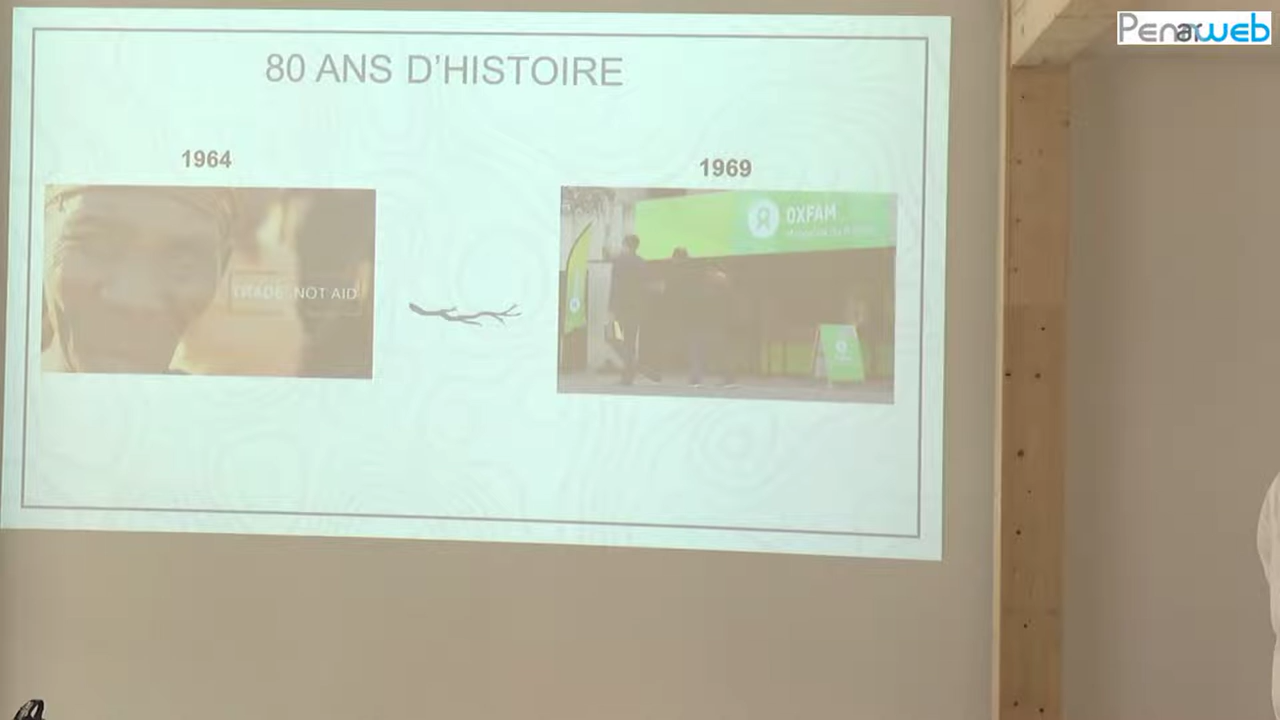 Penarweb
80 ANS D'HISTOIRE
1964
1969
TRADE NOT AID
OXFAM